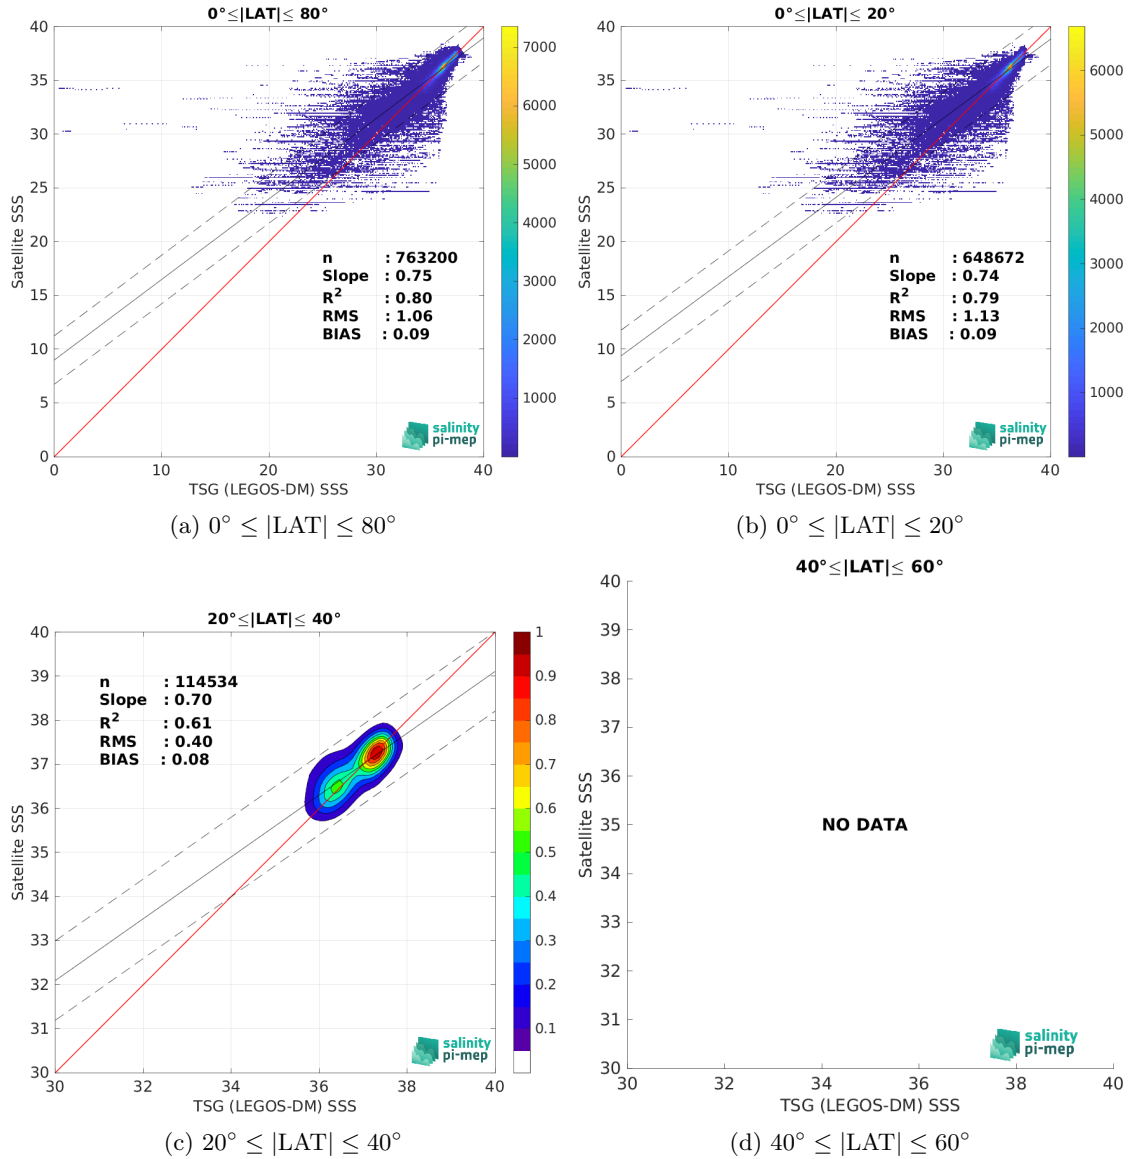 0°≤|LAT|≤ 80°
40
35
30
25
20
15
10
5
0
0
10
20
30
40
Satellite SSS
TSG (LEGOS-DM) SSS
n : 763200
Slope : 0.75
R² : 0.80
RMS : 1.06
BIAS : 0.09
salinity
pi-mep
7000
6000
5000
4000
3000
2000
1000
(a) 0° ≤ |LAT| ≤ 80°
0°≤|LAT|≤ 20°
40
35
30
25
20
15
10
5
0
0
10
20
30
40
Satellite SSS
TSG (LEGOS-DM) SSS
n : 648672
Slope : 0.74
R² : 0.79
RMS : 1.13
BIAS : 0.09
salinity
pi-mep
6000
5000
4000
3000
2000
1000
(b) 0° ≤ |LAT| ≤ 20°
20°≤|LAT|≤ 40°
40
39
38
37
36
35
34
33
32
31
30
30
32
34
36
38
40
Satellite SSS
TSG (LEGOS-DM) SSS
n : 114534
Slope : 0.70
R² : 0.61
RMS : 0.40
BIAS : 0.08
salinity
pi-mep
1
0.9
0.8
0.7
0.6
0.5
0.4
0.3
0.2
0.1
(c) 20° ≤ |LAT| ≤ 40°
40°≤|LAT|≤ 60°
40
39
38
37
36
35
34
33
32
31
30
30
32
34
36
38
40
Satellite SSS
TSG (LEGOS-DM) SSS
NO DATA
salinity
pi-mep
(d) 40° ≤ |LAT| ≤ 60°